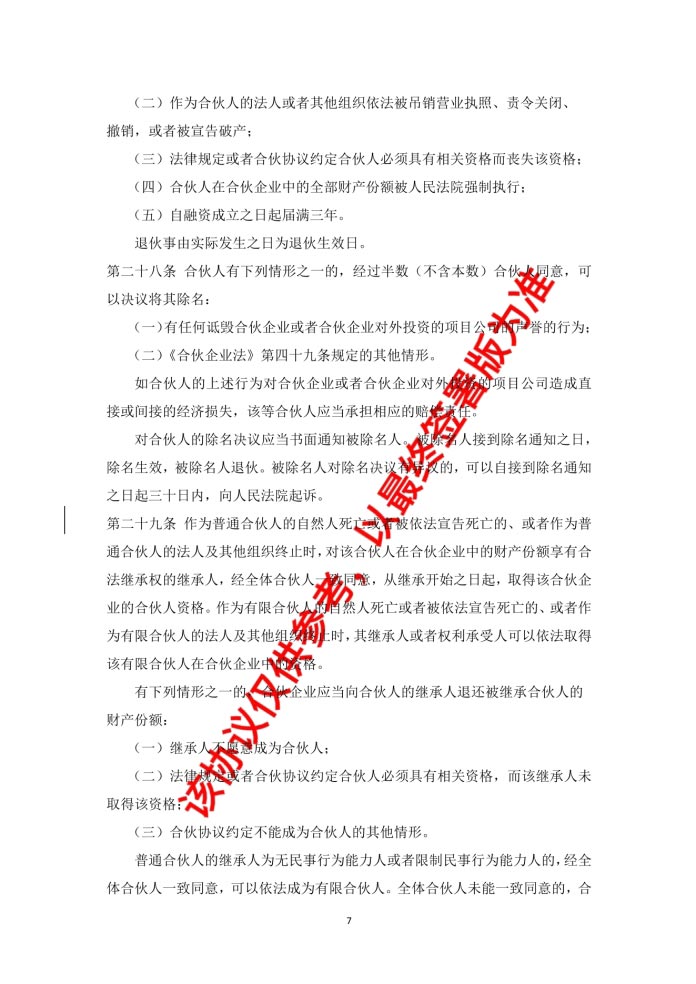 （二）作为合伙人的法人或者其他组织依法被吊销营业执照、责令关闭、
撤销，或者被宣告破产；
（三）法律规定或者合伙协议约定合伙人必须具有相关资格而丧失该资格；
（四）合伙人在合伙企业中的全部财产份额被人民法院强制执行；
（五）自融资成立之日起届满三年。
退伙事由实际发生之日为退伙生效日。
第二十八条 合伙人有下列情形之一的，经过半数（不含本数）合伙人同意，可
以决议将其除名：
（一）有任何诋毁合伙企业或者合伙企业对外投资的项目公司的声誉的行为；
（二）《合伙企业法》第四十九条规定的其他情形。
如合伙人的上述行为对合伙企业或者合伙企业对外投资的项目公司造成直
接或间接的经济损失，该等合伙人应当承担相应的赔偿责任。
对合伙人的除名决议应当书面通知被除名人。被除名人接到除名通知之日，
除名生效，被除名人退伙。被除名人对除名决议有异议的，可以自接到除名通知
之日起三十日内，向人民法院起诉。
第二十九条 作为普通合伙人的自然人死亡或者被依法宣告死亡的、或者作为普
通合伙人的法人及其他组织终止时，对该合伙人在合伙企业中的财产份额享有合
法继承权的继承人，经全体合伙人一致同意，从继承开始之日起，取得该合伙企
业的合伙人资格。作为有限合伙人的自然人死亡或者被依法宣告死亡的、或者作
为有限合伙人的法人及其他组织终止时，其继承人或者权利承受人可以依法取得
该有限合伙人在合伙企业中的资格。
有下列情形之一的，合伙企业应当向合伙人的继承人退还被继承合伙人的
财产份额：
（一）继承人不愿意成为合伙人；
（二）法律规定或者合伙协议约定合伙人必须具有相关资格，而该继承人未
取得该资格；
（三）合伙协议约定不能成为合伙人的其他情形。
普通合伙人的继承人为无民事行为能力人或者限制民事行为能力人的，经全
体合伙人一致同意，可以依法成为有限合伙人。全体合伙人未能一致同意的，合
7
该协议仅供参考，以最终签署版为准